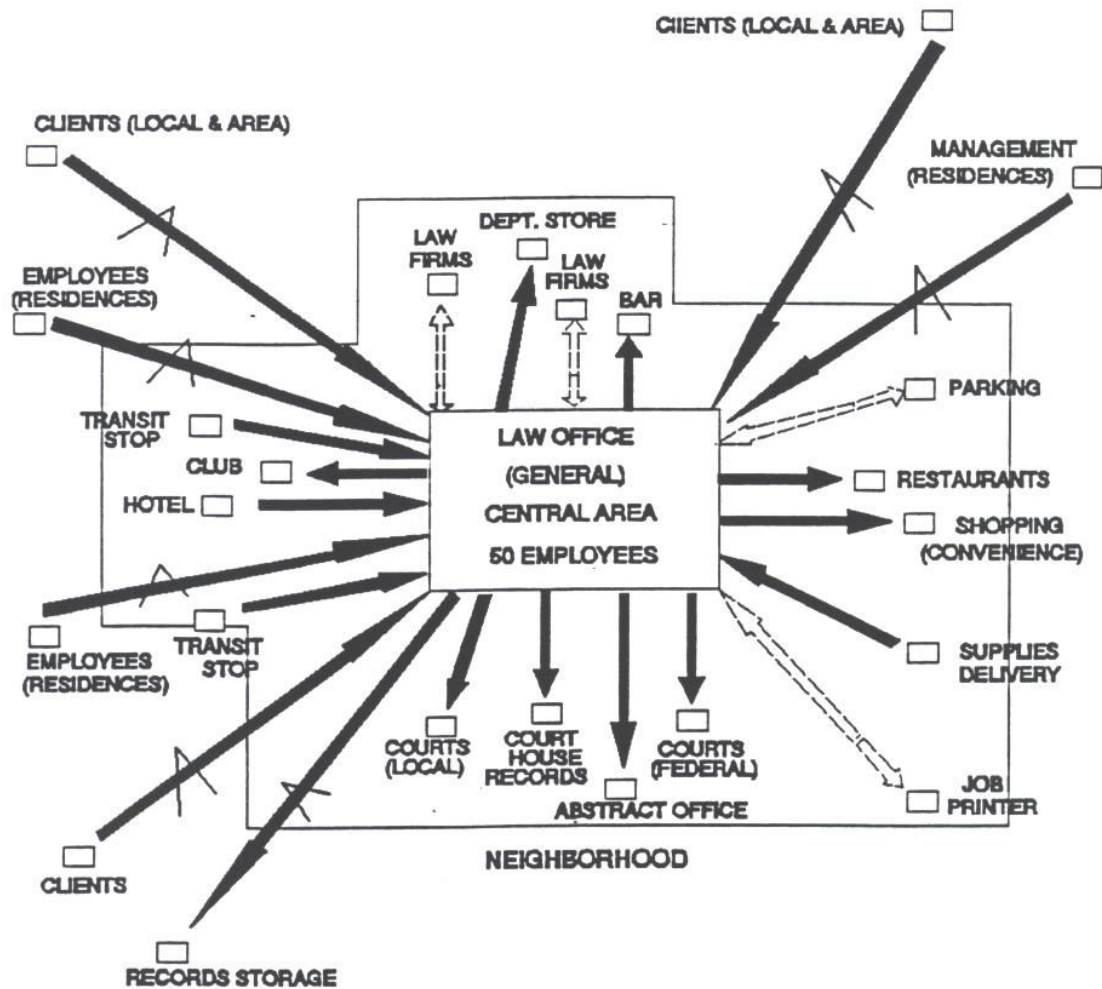 CIIENTS (LOCAL & AREA)
CLIENTS (LOCAL & AREA)
MANAGEMENT
(RESIDENCES)
DEPT. STORE
LAW
FIRMS
LAW
FIRMS
BAR
EMPLOYEES
(RESIDENCES)
PARKING
TRANSIT
STOP
CLUB
HOTEL
LAW OFFICE
(GENERAL)
CENTRAL AREA
50 EMPLOYEES
RESTAURANTS
SHOPPING
(CONVENIENCE)
EMPLOYEES
(RESIDENCES)
TRANSIT
STOP
SUPPLIES
DELIVERY
COURTS
(LOCAL)
COURT
HOUSE
RECORDS
COURTS
(FEDERAL)
ABSTRACT OFFICE
JOB
PRINTER
NEIGHBORHOOD
CLIENTS
RECORDS STORAGE